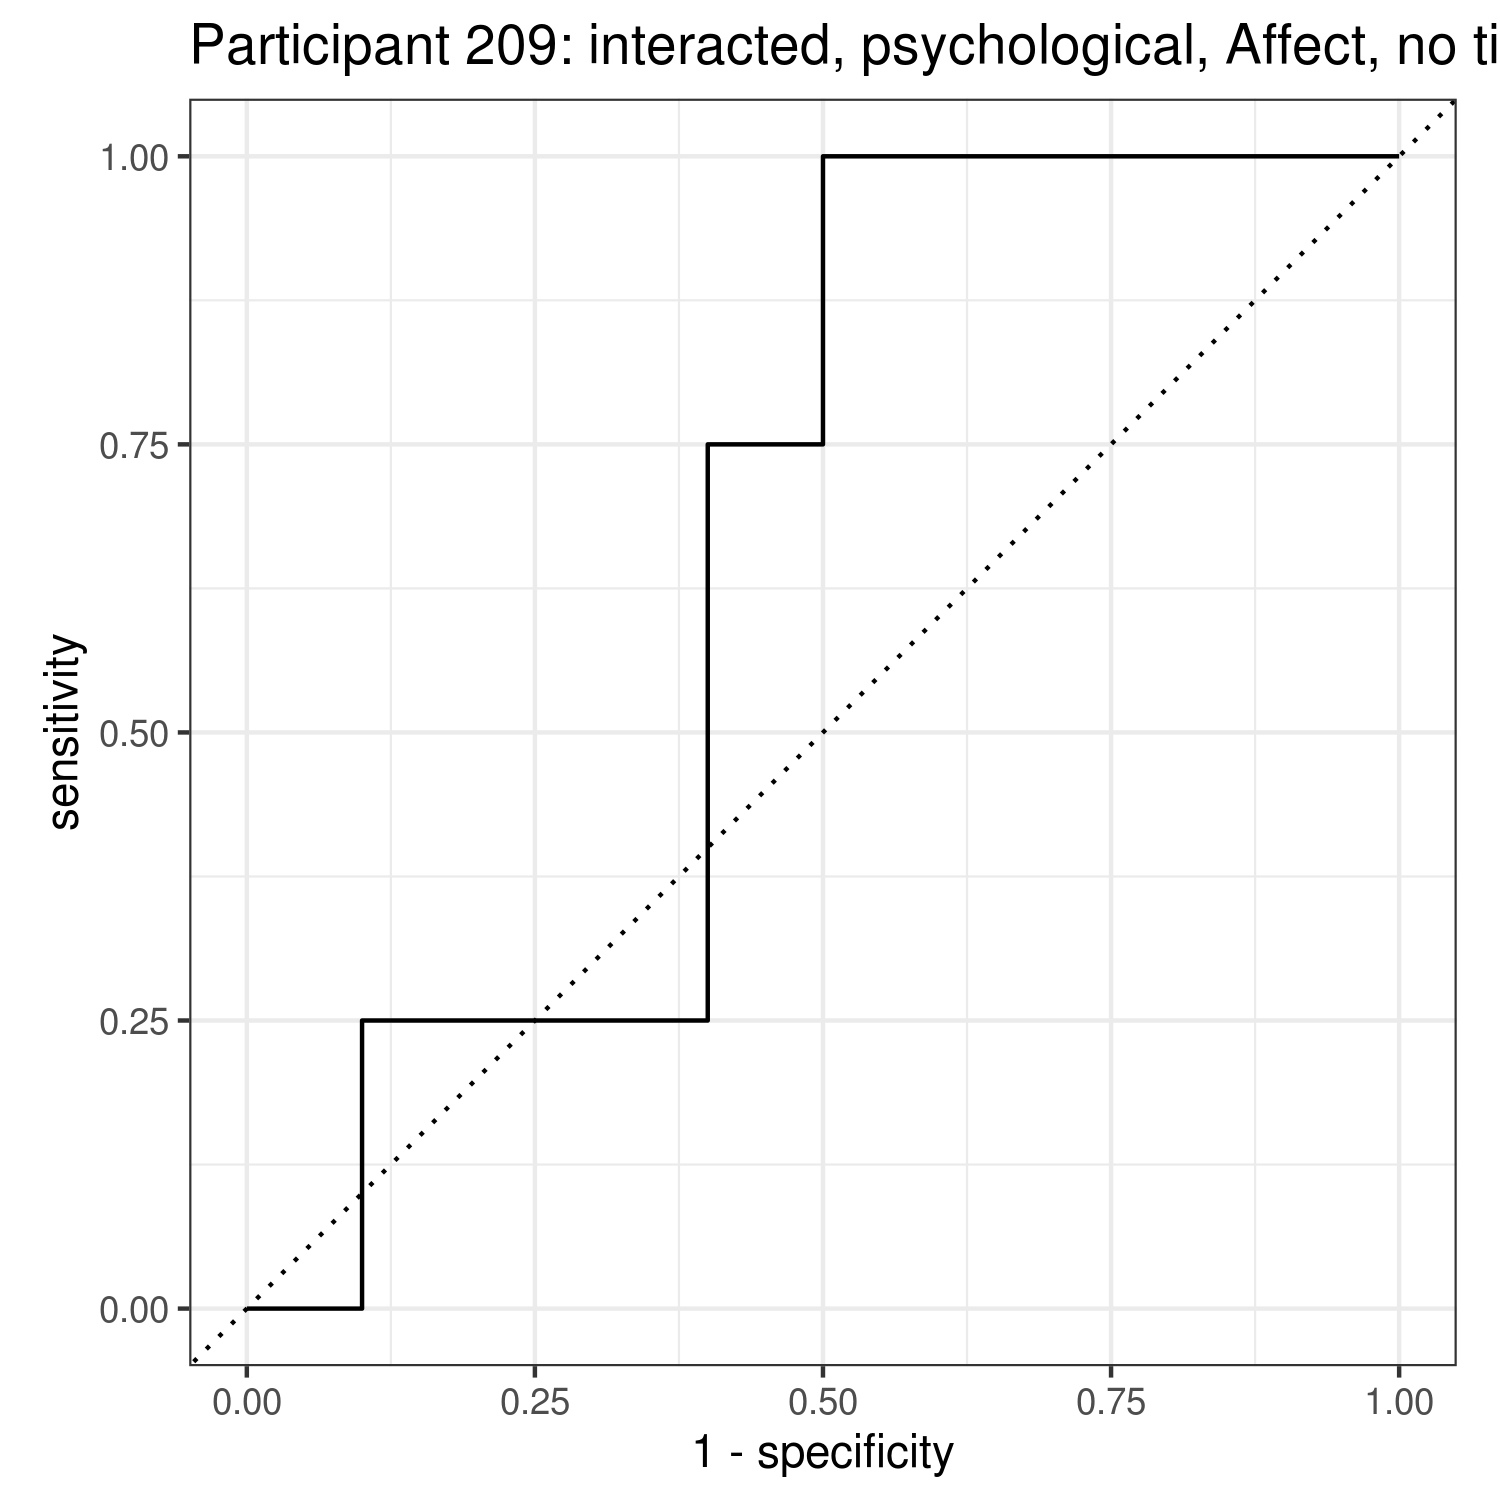 Participant 209: interacted, psychological, Affect, no ti
1.00
0.75
0.50
0.25
0.00
sensitivity
0.00 0.25 0.50 0.75 1.00
1 - specificity